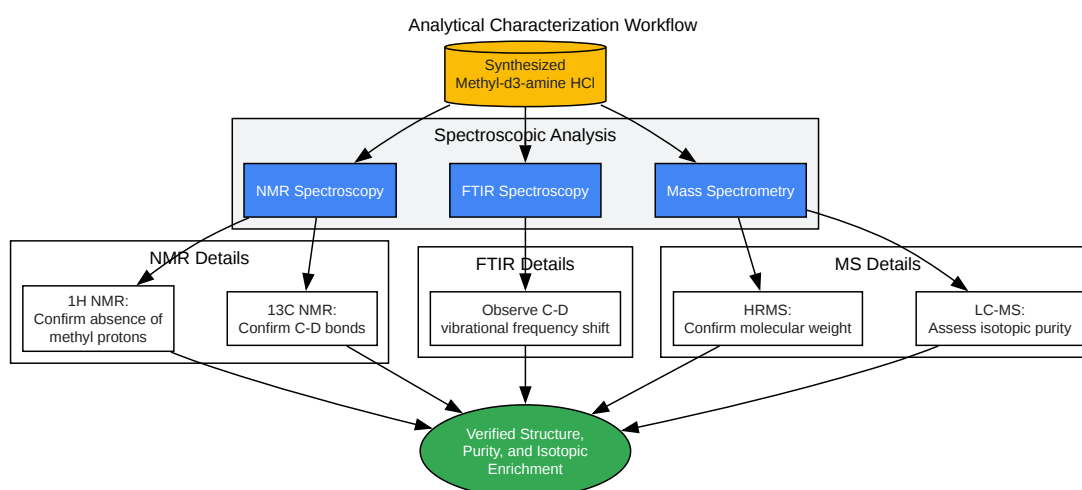 Analytical Characterization Workflow
Synthesized
Methyl-d3-amine HCl
Spectroscopic Analysis
NMR Spectroscopy
FTIR Spectroscopy
Mass Spectrometry
NMR Details
FTIR Details
MS Details
1H NMR:
Confirm absence of
methyl protons
13C NMR:
Confirm C-D bonds
Observe C-D
vibrational frequency shift
HRMS:
Confirm molecular weight
LC-MS:
Assess isotopic purity
Verified Structure,
Purity, and Isotopic
Enrichment